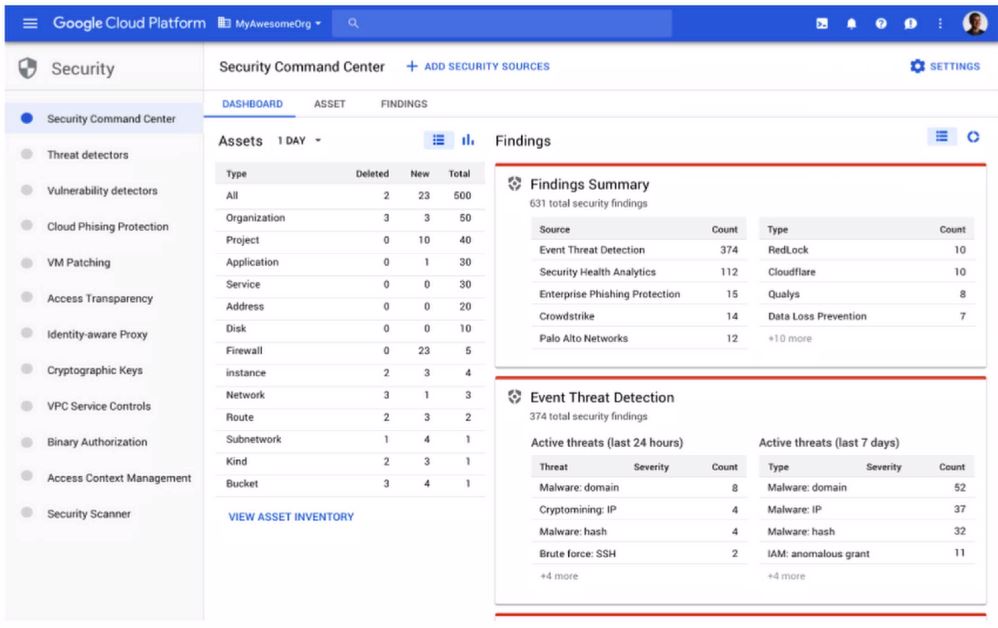 Google Cloud Platform MyAwesomeOrg
Security
Security Command Center
Threat detectors
Vulnerability detectors
Cloud Phising Protection
VM Patching
Access Transparency
Identity-aware Proxy
Cryptographic Keys
VPC Service Controls
Binary Authorization
Access Context Management
Security Scanner
Security Command Center + ADD SECURITY SOURCES SETTINGS
DASHBOARD ASSET FINDINGS
Assets 1 DAY
Type Deleted New Total
All 2 23 500
Organization 3 3 50
Project 0 10 40
Application 0 1 30
Service 0 0 30
Address 0 0 20
Disk 0 0 10
Firewall 0 23 5
instance 2 3 4
Network 3 1 3
Route 2 3 2
Subnetwork 1 4 1
Kind 2 3 1
Bucket 3 4 1
VIEW ASSET INVENTORY
Findings
Findings Summary
631 total security findings
Source Count
Event Threat Detection 374
Security Health Analytics 112
Enterprise Phishing Protection 15
Crowdstrike 14
Palo Alto Networks 12
Type Count
RedLock 10
Cloudflare 10
Qualys 8
Data Loss Prevention 7
+10 more
Event Threat Detection
374 total security findings
Active threats (last 24 hours)
Threat Severity Count
Malware: domain 8
Cryptomining: IP 4
Malware: hash 4
Brute force: SSH 2
+4 more
Active threats (last 7 days)
Type Severity Count
Malware: domain 52
Malware: IP 37
Malware: hash 32
IAM: anomalous grant 11
+4 more